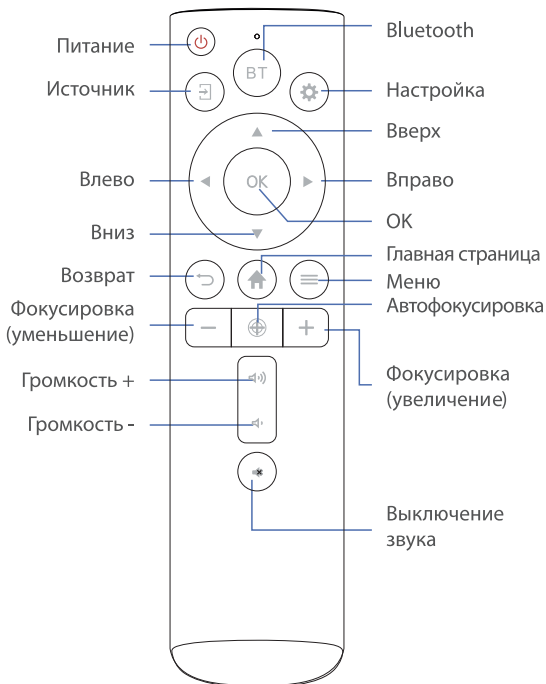 Питание
Источник
Влево
Вниз
Возврат
Фокусировка
(уменьшение)
Громкость +
Громкость -
BT
OK
Bluetooth
Настройка
Вверх
Вправо
OK
Главная страница
Меню
Автофокусировка
Фокусировка
(увеличение)
Выключение
звука